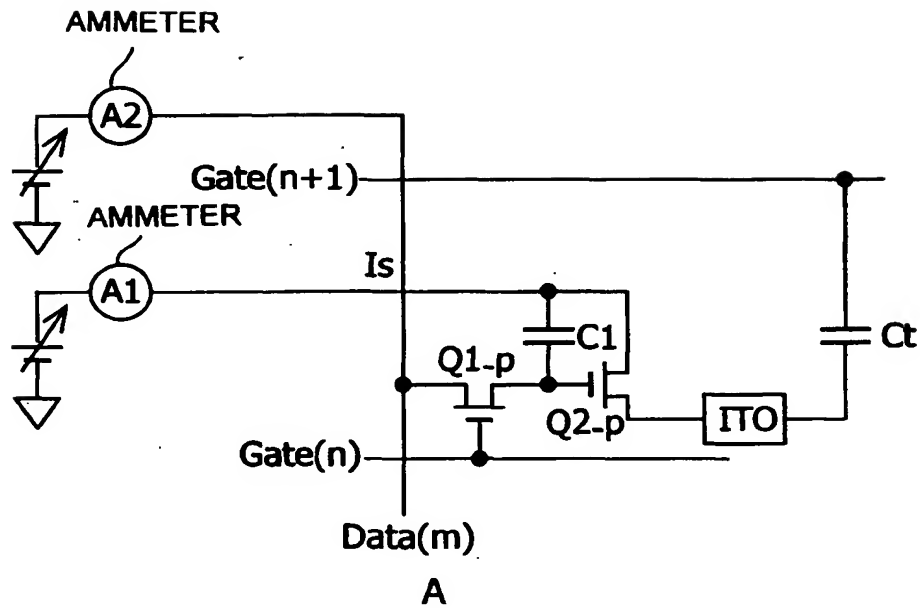 AMMETER
A2
Gate(n+1)
AMMETER
Is
A1
C1
Ct
Q1-p
Q2-p
ITO
Gate(n)
Data(m)
A